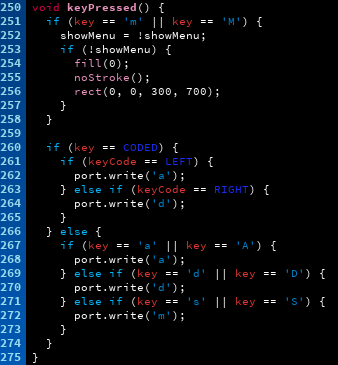 250 void keyPressed() {
251   if (key == 'm' || key == 'M') {
252     showMenu = !showMenu;
253     if (!showMenu) {
254       fill(0);
255       noStroke();
256       rect(0, 0, 300, 700);
257     }
258   }
259
260   if (key == CODED) {
261     if (keyCode == LEFT) {
262       port.write('a');
263     } else if (keyCode == RIGHT) {
264       port.write('d');
265     }
266   } else {
267     if (key == 'a' || key == 'A') {
268       port.write('a');
269     } else if (key == 'd' || key == 'D') {
270       port.write('d');
271     } else if (key == 's' || key == 'S') {
272       port.write('m');
273     }
274   }
275 }